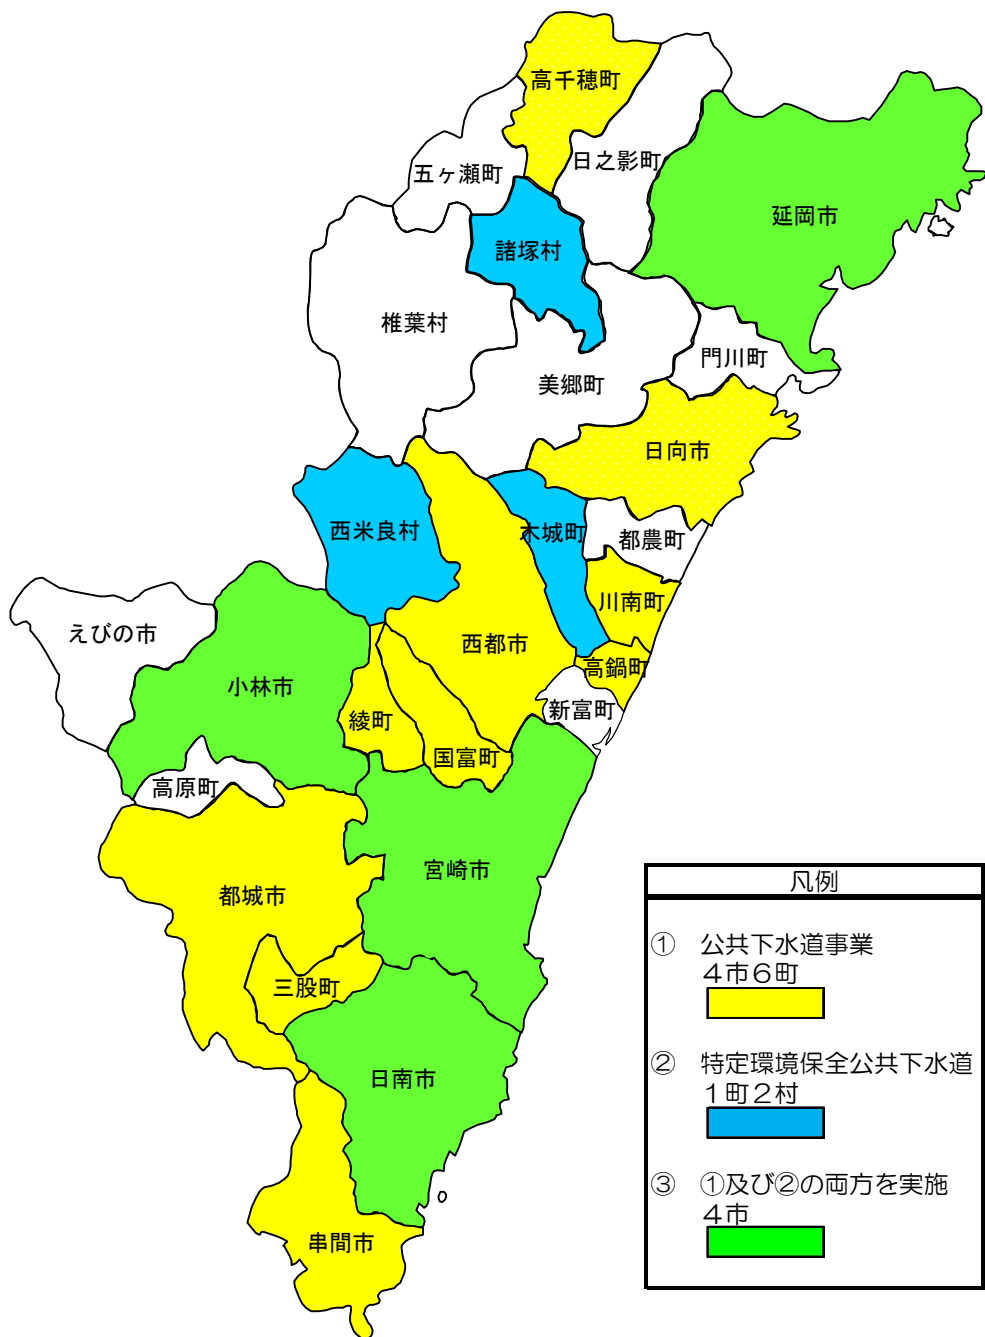 高千穂町
日之影町
五ヶ瀬町
延岡市
諸塚村
椎葉村
門川町
美郷町
日向市
西米良村
木城町
都農町
川南町
えびの市
西都市
高鍋町
小林市
新富町
綾町
国富町
高原町
宮崎市
都城市
三股町
日南市
串間市
凡例
① 公共下水道事業
4市6町
② 特定環境保全公共下水道
1町2村
③ ①及び②の両方を実施
4市